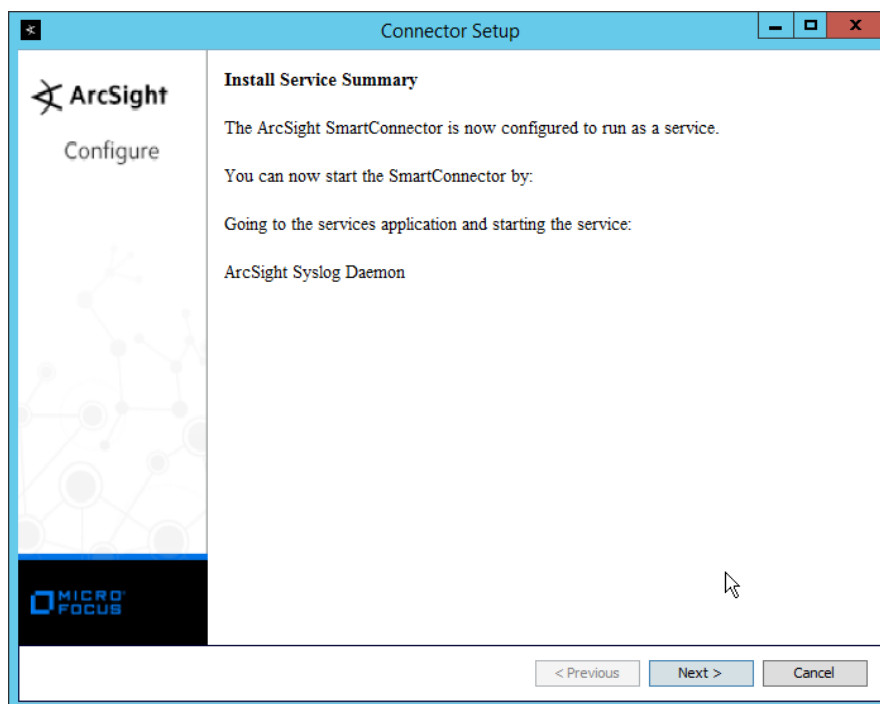 Connector Setup
ArcSight
Configure
Install Service Summary
The ArcSight SmartConnector is now configured to run as a service.
You can now start the SmartConnector by:
Going to the services application and starting the service:
ArcSight Syslog Daemon
MICRO
FOCUS
< Previous
Next >
Cancel